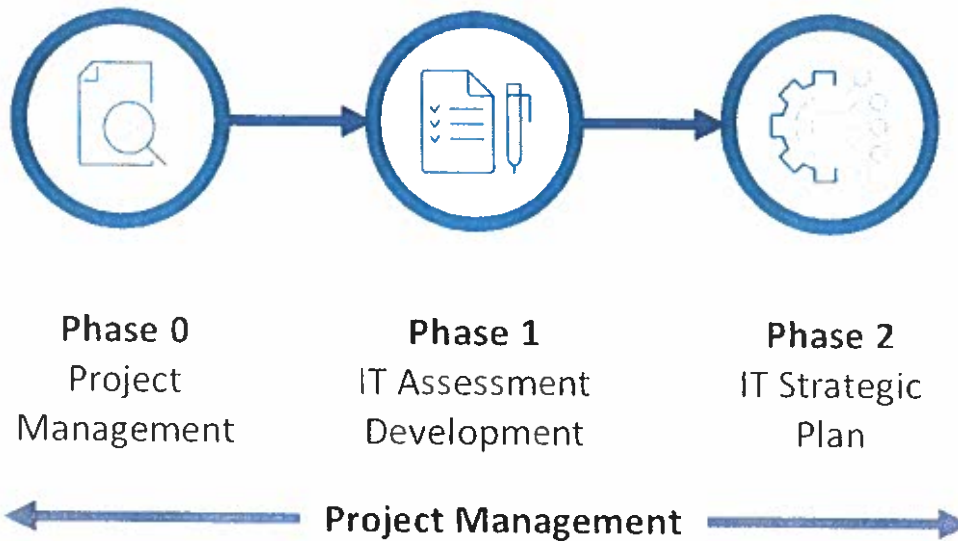 Phase 0
Project
Management
Phase 1
IT Assessment
Development
Phase 2
IT Strategic
Plan
Project Management